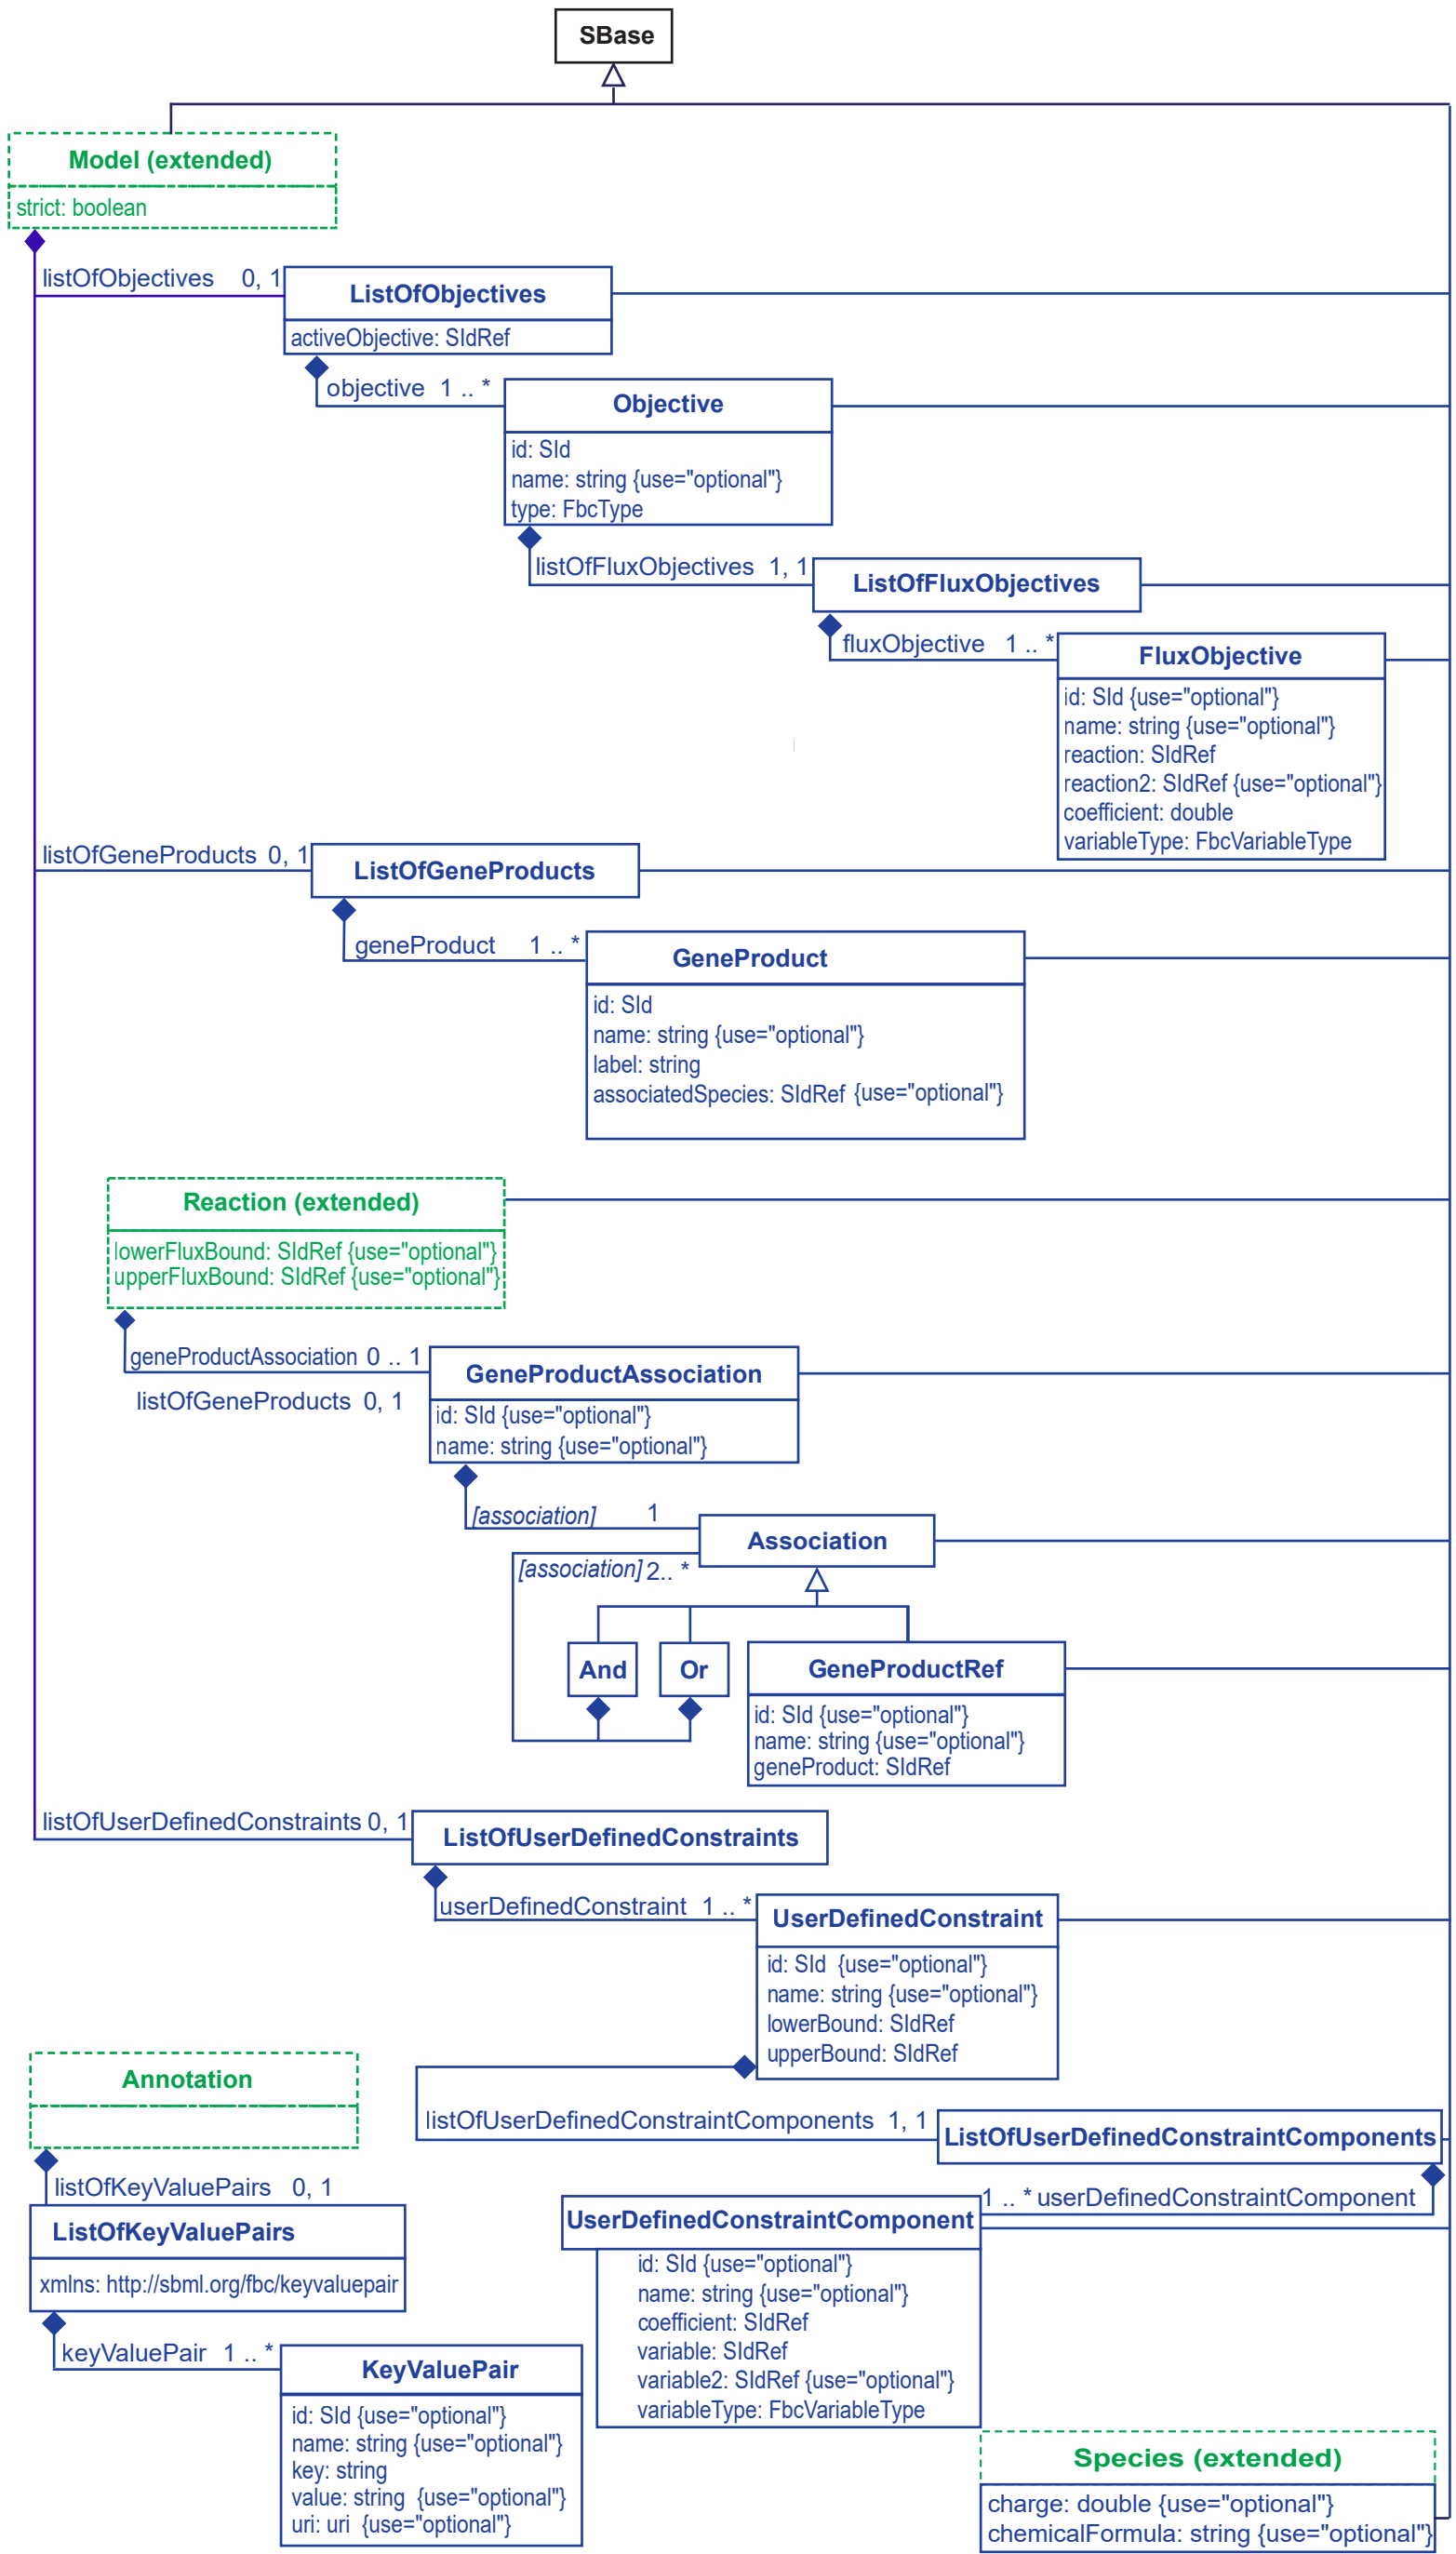 SBase
Model (extended)
strict: boolean
listOfObjectives 0, 1
ListOfObjectives
activeObjective: SIdRef
objective 1 .. *
Objective
id: SId
name: string {use="optional"}
type: FbcType
listOfFluxObjectives 1, 1
ListOfFluxObjectives
fluxObjective 1 .. *
FluxObjective
id: SId {use="optional"}
name: string {use="optional"}
reaction: SIdRef
reaction2: SIdRef {use="optional"}
coefficient: double
variableType: FbcVariableType
listOfGeneProducts 0, 1
ListOfGeneProducts
geneProduct 1 .. *
GeneProduct
id: SId
name: string {use="optional"}
label: string
associatedSpecies: SIdRef {use="optional"}
Reaction (extended)
lowerFluxBound: SIdRef {use="optional"}
upperFluxBound: SIdRef {use="optional"}
geneProductAssociation 0 .. 1
listOfGeneProducts 0, 1
GeneProductAssociation
id: SId {use="optional"}
name: string {use="optional"}
[association] 1
Association
[association] 2.. *
And
Or
GeneProductRef
id: SId {use="optional"}
name: string {use="optional"}
geneProduct: SIdRef
listOfUserDefinedConstraints 0, 1
ListOfUserDefinedConstraints
userDefinedConstraint 1 .. *
UserDefinedConstraint
id: SId {use="optional"}
name: string {use="optional"}
lowerBound: SIdRef
upperBound: SIdRef
listOfUserDefinedConstraintComponents 1, 1
ListOfUserDefinedConstraintComponents
1 .. * userDefinedConstraintComponent
UserDefinedConstraintComponent
id: SId {use="optional"}
name: string {use="optional"}
coefficient: SIdRef
variable: SIdRef
variable2: SIdRef {use="optional"}
variableType: FbcVariableType
Annotation
listOfKeyValuePairs 0, 1
ListOfKeyValuePairs
xmlns: http://sbml.org/fbc/keyvaluepair
keyValuePair 1 .. *
KeyValuePair
id: SId {use="optional"}
name: string {use="optional"}
key: string
value: string {use="optional"}
uri: uri {use="optional"}
Species (extended)
charge: double {use="optional"}
chemicalFormula: string {use="optional"}